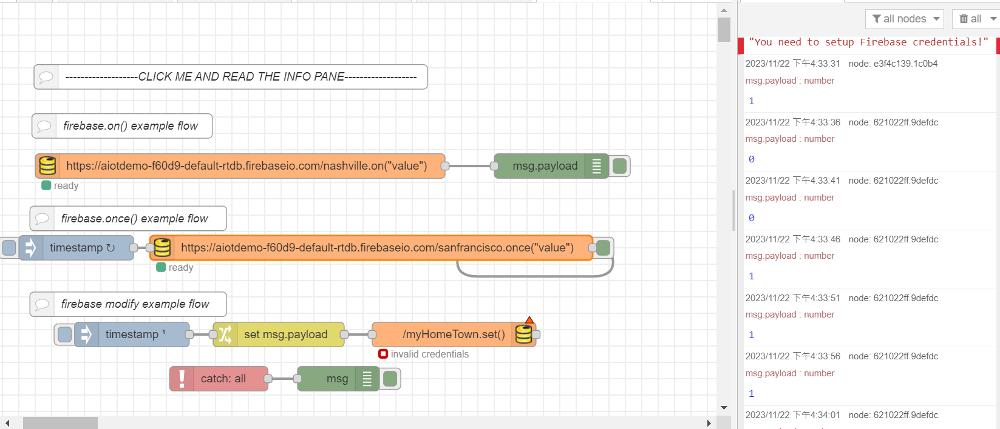 -------------------CLICK ME AND READ THE INFO PANE-------------------
firebase.on() example flow
https://aiotdemo-f60d9-default-rtdb.firebaseio.com/nashville.on("value")
msg.payload
ready
firebase.once() example flow
timestamp ↻
https://aiotdemo-f60d9-default-rtdb.firebaseio.com/sanfrancisco.once("value")
ready
firebase modify example flow
timestamp ¹
set msg.payload
/myHomeTown.set()
invalid credentials
catch: all
msg
all nodes
all
"You need to setup Firebase credentials!"
2023/11/22 下午4:33:31 node: e3f4c139.1c0b4
msg.payload : number
1
2023/11/22 下午4:33:36 node: 621022ff.9defdc
msg.payload : number
0
2023/11/22 下午4:33:41 node: 621022ff.9defdc
msg.payload : number
0
2023/11/22 下午4:33:46 node: 621022ff.9defdc
msg.payload : number
1
2023/11/22 下午4:33:51 node: 621022ff.9defdc
msg.payload : number
1
2023/11/22 下午4:33:56 node: 621022ff.9defdc
msg.payload : number
1
2023/11/22 下午4:34:01 node: 621022ff.9defdc